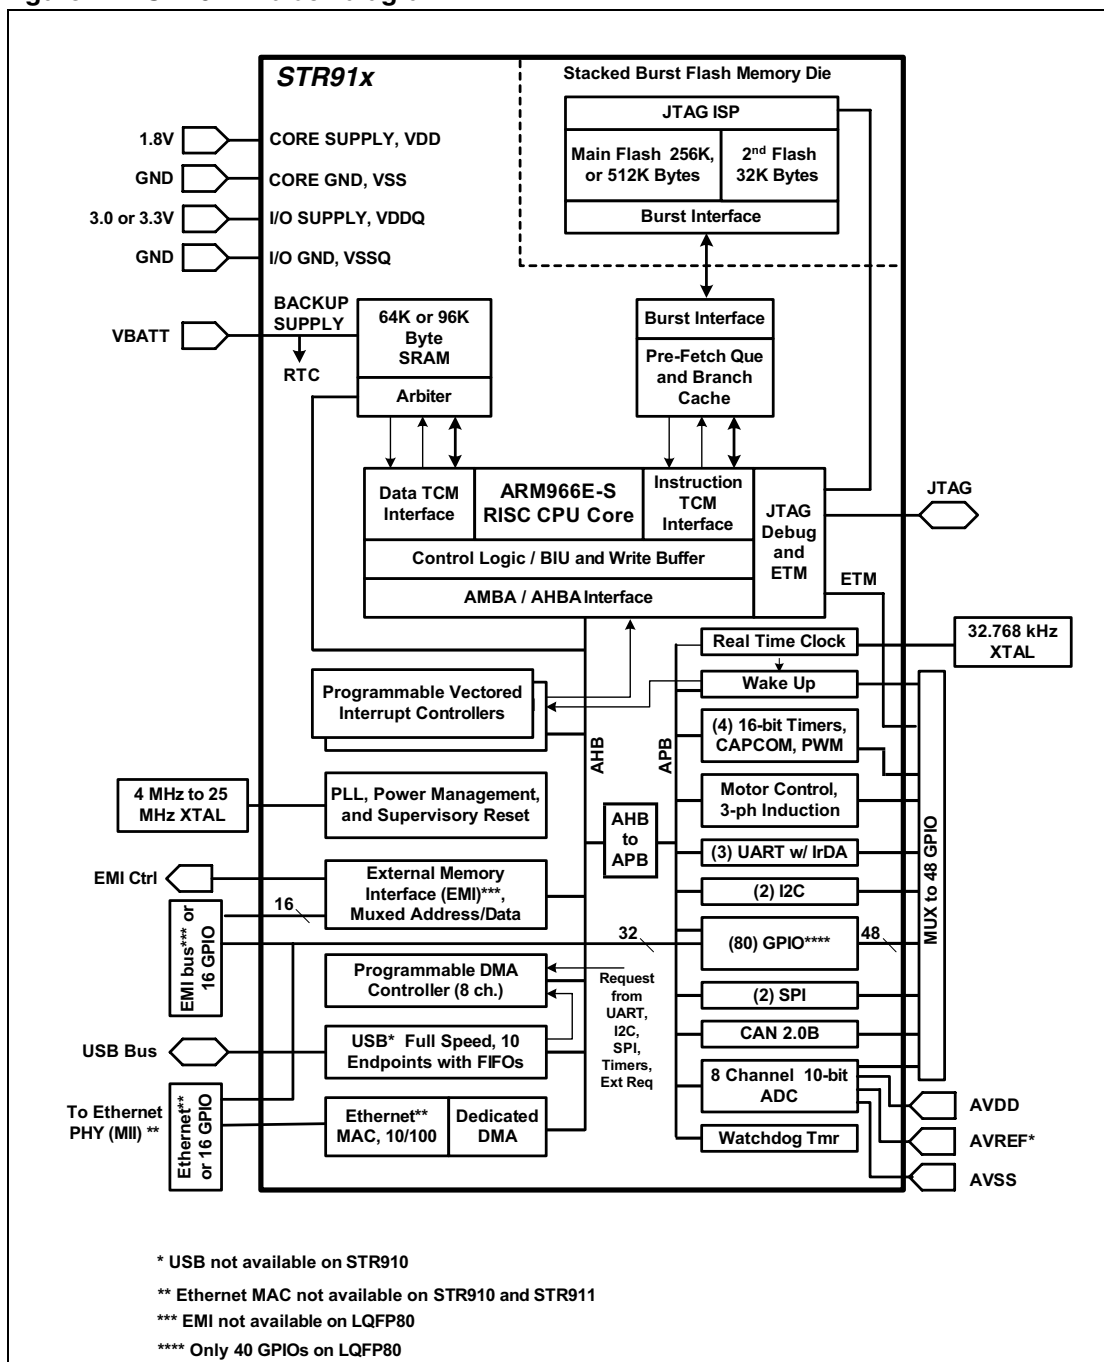 STR91x
Stacked Burst Flash Memory Die
JTAG ISP
Main Flash 256K,
or 512K Bytes
2nd Flash
32K Bytes
Burst Interface
1.8V
CORE SUPPLY, VDD
GND
CORE GND, VSS
3.0 or 3.3V
I/O SUPPLY, VDDQ
GND
I/O GND, VSSQ
VBATT
BACKUP
SUPPLY
RTC
64K or 96K
Byte
SRAM
Arbiter
Burst Interface
Pre-Fetch Que
and Branch
Cache
Data TCM
Interface
ARM966E-S
RISC CPU Core
Instruction
TCM
Interface
JTAG
Debug
and
ETM
Control Logic / BIU and Write Buffer
AMBA / AHBA Interface
JTAG
ETM
Real Time Clock
32.768 kHz
XTAL
Wake Up
Programmable Vectored
Interrupt Controllers
(4) 16-bit Timers,
CAPCOM, PWM
AHB
APB
4 MHz to 25
MHz XTAL
PLL, Power Management,
and Supervisory Reset
Motor Control,
3-ph Induction
AHB
to
APB
(3) UART w/ IrDA
MUX to 48 GPIO
EMI Ctrl
External Memory
Interface (EMI)***,
Muxed Address/Data
(2) I2C
16
EMI bus*** or
16 GPIO
32
(80) GPIO****
48
Programmable DMA
Controller (8 ch.)
Request
from
UART,
I2C,
SPI,
Timers,
Ext Req
(2) SPI
USB Bus
USB* Full Speed, 10
Endpoints with FIFOs
CAN 2.0B
8 Channel 10-bit
ADC
To Ethernet
PHY (MII) **
Ethernet**
or 16 GPIO
Ethernet**
MAC, 10/100
Dedicated
DMA
Watchdog Tmr
AVDD
AVREF*
AVSS
* USB not available on STR910
** Ethernet MAC not available on STR910 and STR911
*** EMI not available on LQFP80
**** Only 40 GPIOs on LQFP80